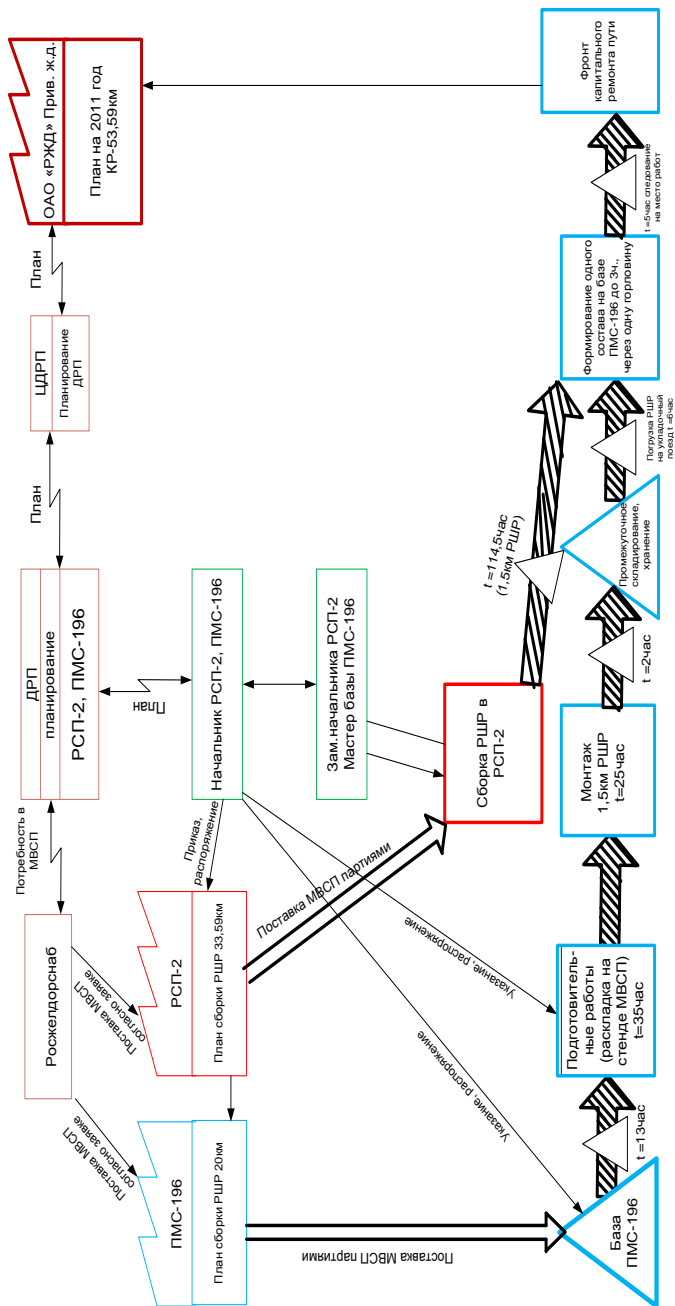 Росжелдорснаб
Потребность в
МВСП
ДРП
планирование
РСП-2, ПМС-196
План
ЦДРП
Планирование
ДРП
План
ОАО «РЖД» Прив. ж.д.
План на 2011 год
КР-53,59км
План
Поставка МВСП
согласно заявке
Поставка МВСП
согласно заявке
Начальник РСП-2, ПМС-196
Приказ,
распоряжение
Зам.начальника РСП-2
Мастер базы ПМС-196
ПМС-196
План сборки РШР 20км
РСП-2
План сборки РШР 33,59км
Поставка МВСП партиями
Поставка МВСП партиями
Указание, распоряжение
Указание, распоряжение
Сборка РШР в
РСП-2
t =114,5час
(1,5км РШР)
База
ПМС-196
t =13час
Подготовитель-
ные работы
(раскладка на
стенде МВСП)
t=35час
Монтаж
1,5км РШР
t=25час
t =2час
Промежуточное
складирование,
хранение
Погрузка РШР
на укладочный
поезд t =6час
Формирование одного
состава на базе
ПМС-196 до 3ч.,
через одну горловину
t =5час следование
на место работ
Фронт
капитального
ремонта пути